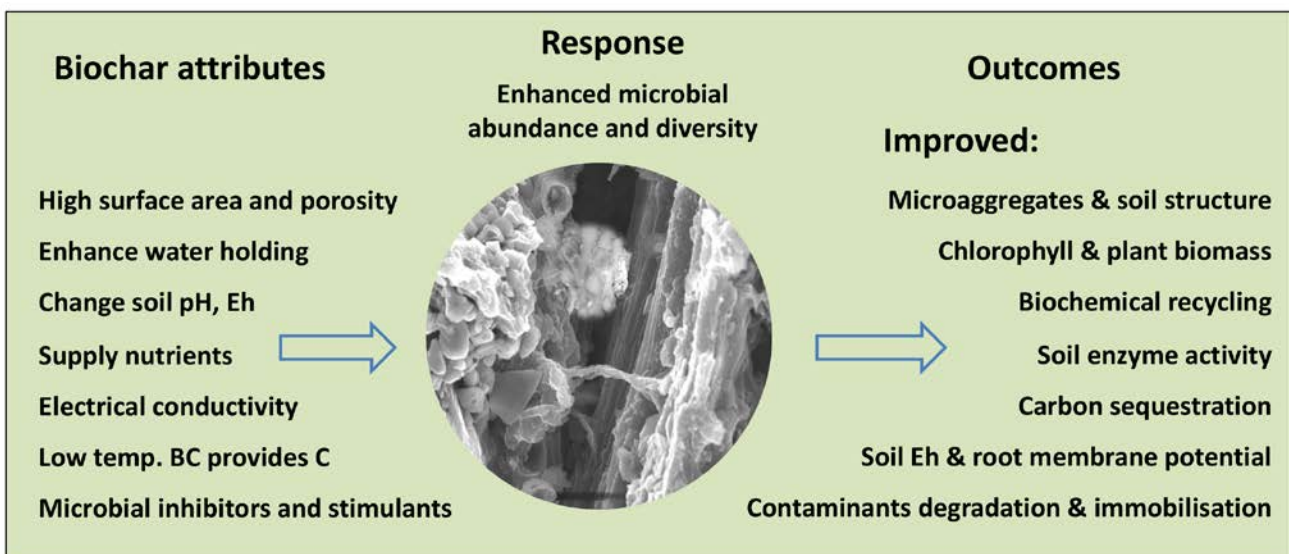 Biochar attributes
High surface area and porosity
Enhance water holding
Change soil pH, Eh
Supply nutrients
Electrical conductivity
Low temp. BC provides C
Microbial inhibitors and stimulants
Response
Enhanced microbial
abundance and diversity
Outcomes
Improved:
Microaggregates & soil structure
Chlorophyll & plant biomass
Biochemical recycling
Soil enzyme activity
Carbon sequestration
Soil Eh & root membrane potential
Contaminants degradation & immobilisation